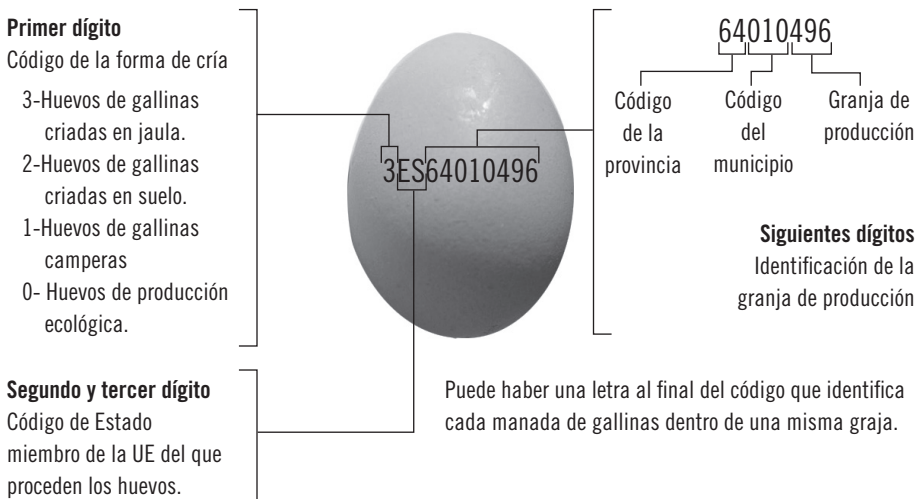 Primer dígito
Código de la forma de cría
3-Huevos de gallinas
criadas en jaula.
2-Huevos de gallinas
criadas en suelo.
1-Huevos de gallinas
camperas
0- Huevos de producción
ecológica.
Segundo y tercer dígito
Código de Estado
miembro de la UE del que
proceden los huevos.
3ES64010496
64010496
Código
de la
provincia
Código
del
municipio
Granja de
producción
Siguientes dígitos
Identificación de la
granja de producción
Puede haber una letra al final del código que identifica
cada manada de gallinas dentro de una misma graja.